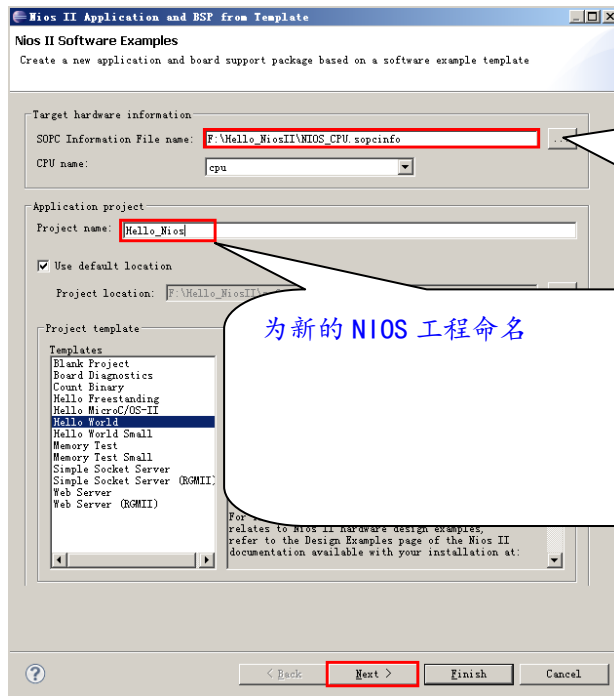 Nios II Application and BSP from Template
Nios II Software Examples
Create a new application and board support package based on a software example template
Target hardware information
SOPC Information File name: F:\Hello_NiosII\NIOS_CPU.sopcinfo ...
CPU name: cpu
Application project
Project name: Hello_Nios
Use default location
Project location: F:\Hello_NiosII\
Project template
Templates
Blank Project
Board Diagnostics
Count Binary
Hello Freestanding
Hello MicroC/OS-II
Hello World
Hello World Small
Memory Test
Memory Test Small
Simple Socket Server
Simple Socket Server (RGMII)
Web Server
Web Server (RGMII)
为新的 NIOS 工程命名
For
relates to Nios II hardware design examples,
refer to the Design Examples page of the Nios II
documentation available with your installation at:
< Back Next > Finish Cancel